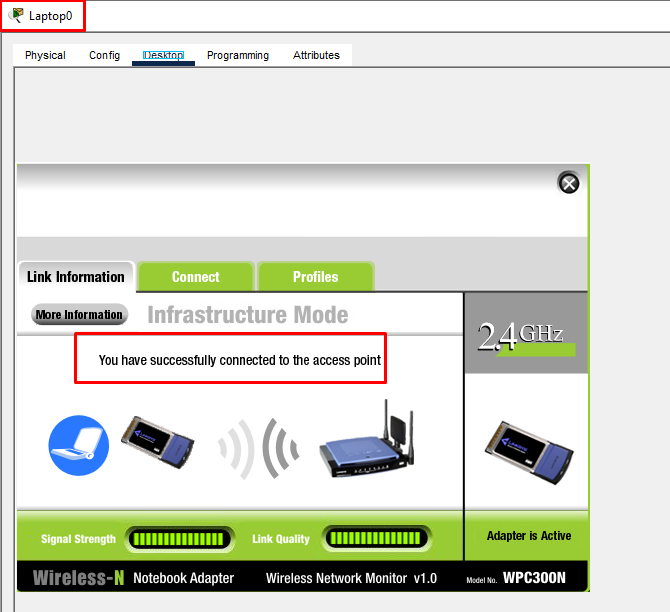 Laptop0
Physical Config Desktop Programming Attributes
Link Information Connect Profiles
More Information Infrastructure Mode
2.4GHz
You have successfully connected to the access point
Signal Strength Link Quality Adapter is Active
Wireless-N Notebook Adapter Wireless Network Monitor v1.0 Model No. WPC300N